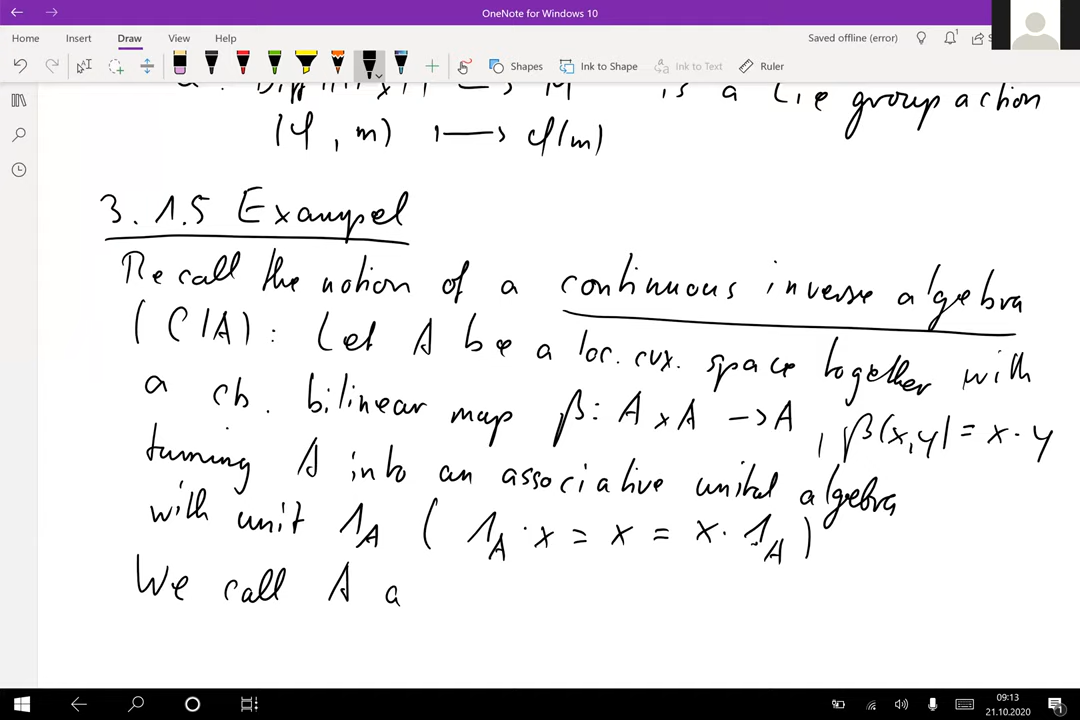 OneNote for Windows 10
Home Insert Draw View Help
Saved offline (error)
Shapes Ink to Shape Ink to Text Ruler
is a Lie group action
(φ, m) ⟼ φ(m)
3.1.5 Exampel
Recall the notion of a continuous inverse algebra
(CIA): Let A be a loc. cvx. space together with
a cts. bilinear map β: A × A → A, β(x,y) = x · y
turning A into an associative unital algebra
with unit 1_A ( 1_A · x = x = x · 1_A )
We call A a
09:13
21.10.2020